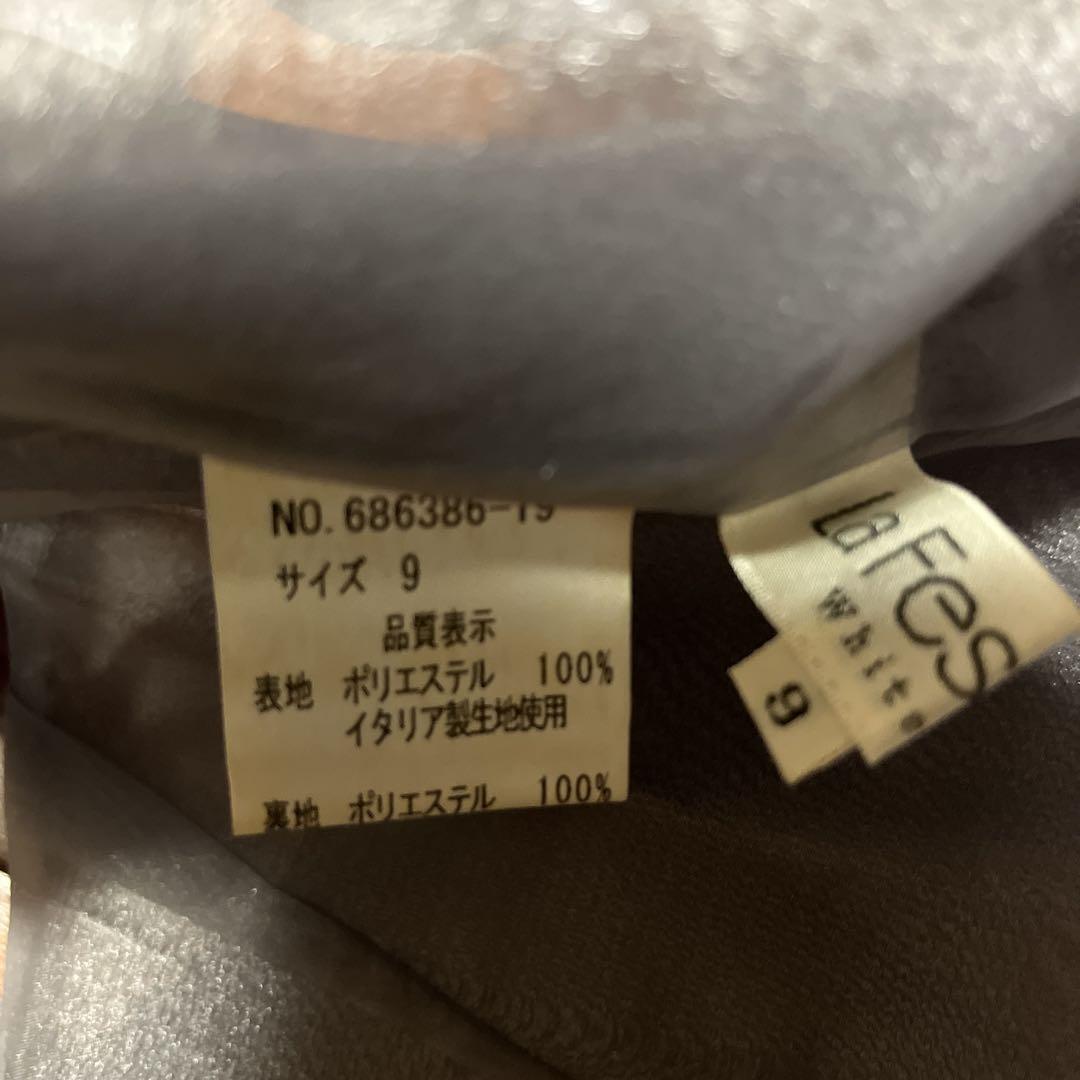 NO. 686386-19
サイズ 9
品質表示
表地 ポリエステル 100%
イタリア製生地使用
裏地 ポリエステル 100%
La Fes
White
9